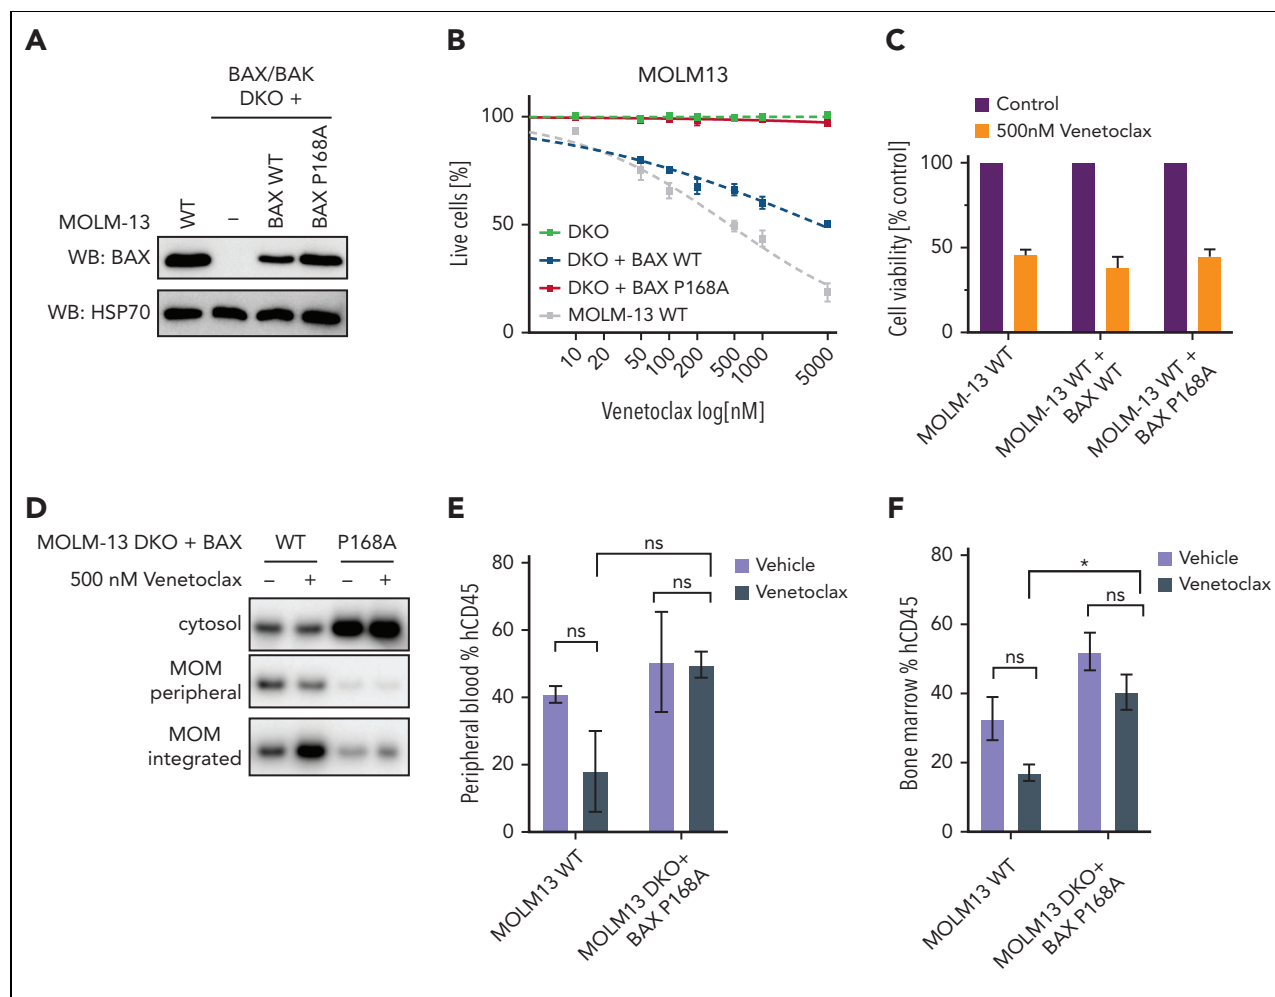 A
BAX/BAK
DKO +
MOLM-13
WT
–
BAX WT
BAX P168A
WB: BAX
WB: HSP70
B
MOLM13
Live cells [%]
100
50
0
DKO
DKO + BAX WT
DKO + BAX P168A
MOLM-13 WT
10
20
50
100
200
500
1000
5000
Venetoclax log[nM]
C
Control
500nM Venetoclax
Cell viability [% control]
100
50
0
MOLM-13 WT
MOLM-13 WT +
BAX WT
MOLM-13 WT +
BAX P168A
D
MOLM-13 DKO + BAX
WT
P168A
500 nM Venetoclax
–
+
–
+
cytosol
MOM
peripheral
MOM
integrated
E
Peripheral blood % hCD45
80
60
40
20
0
ns
ns
ns
Vehicle
Venetoclax
MOLM13 WT
MOLM13 DKO+
BAX P168A
F
Bone marrow % hCD45
80
60
40
20
0
*
ns
ns
Vehicle
Venetoclax
MOLM13 WT
MOLM13 DKO+
BAX P168A